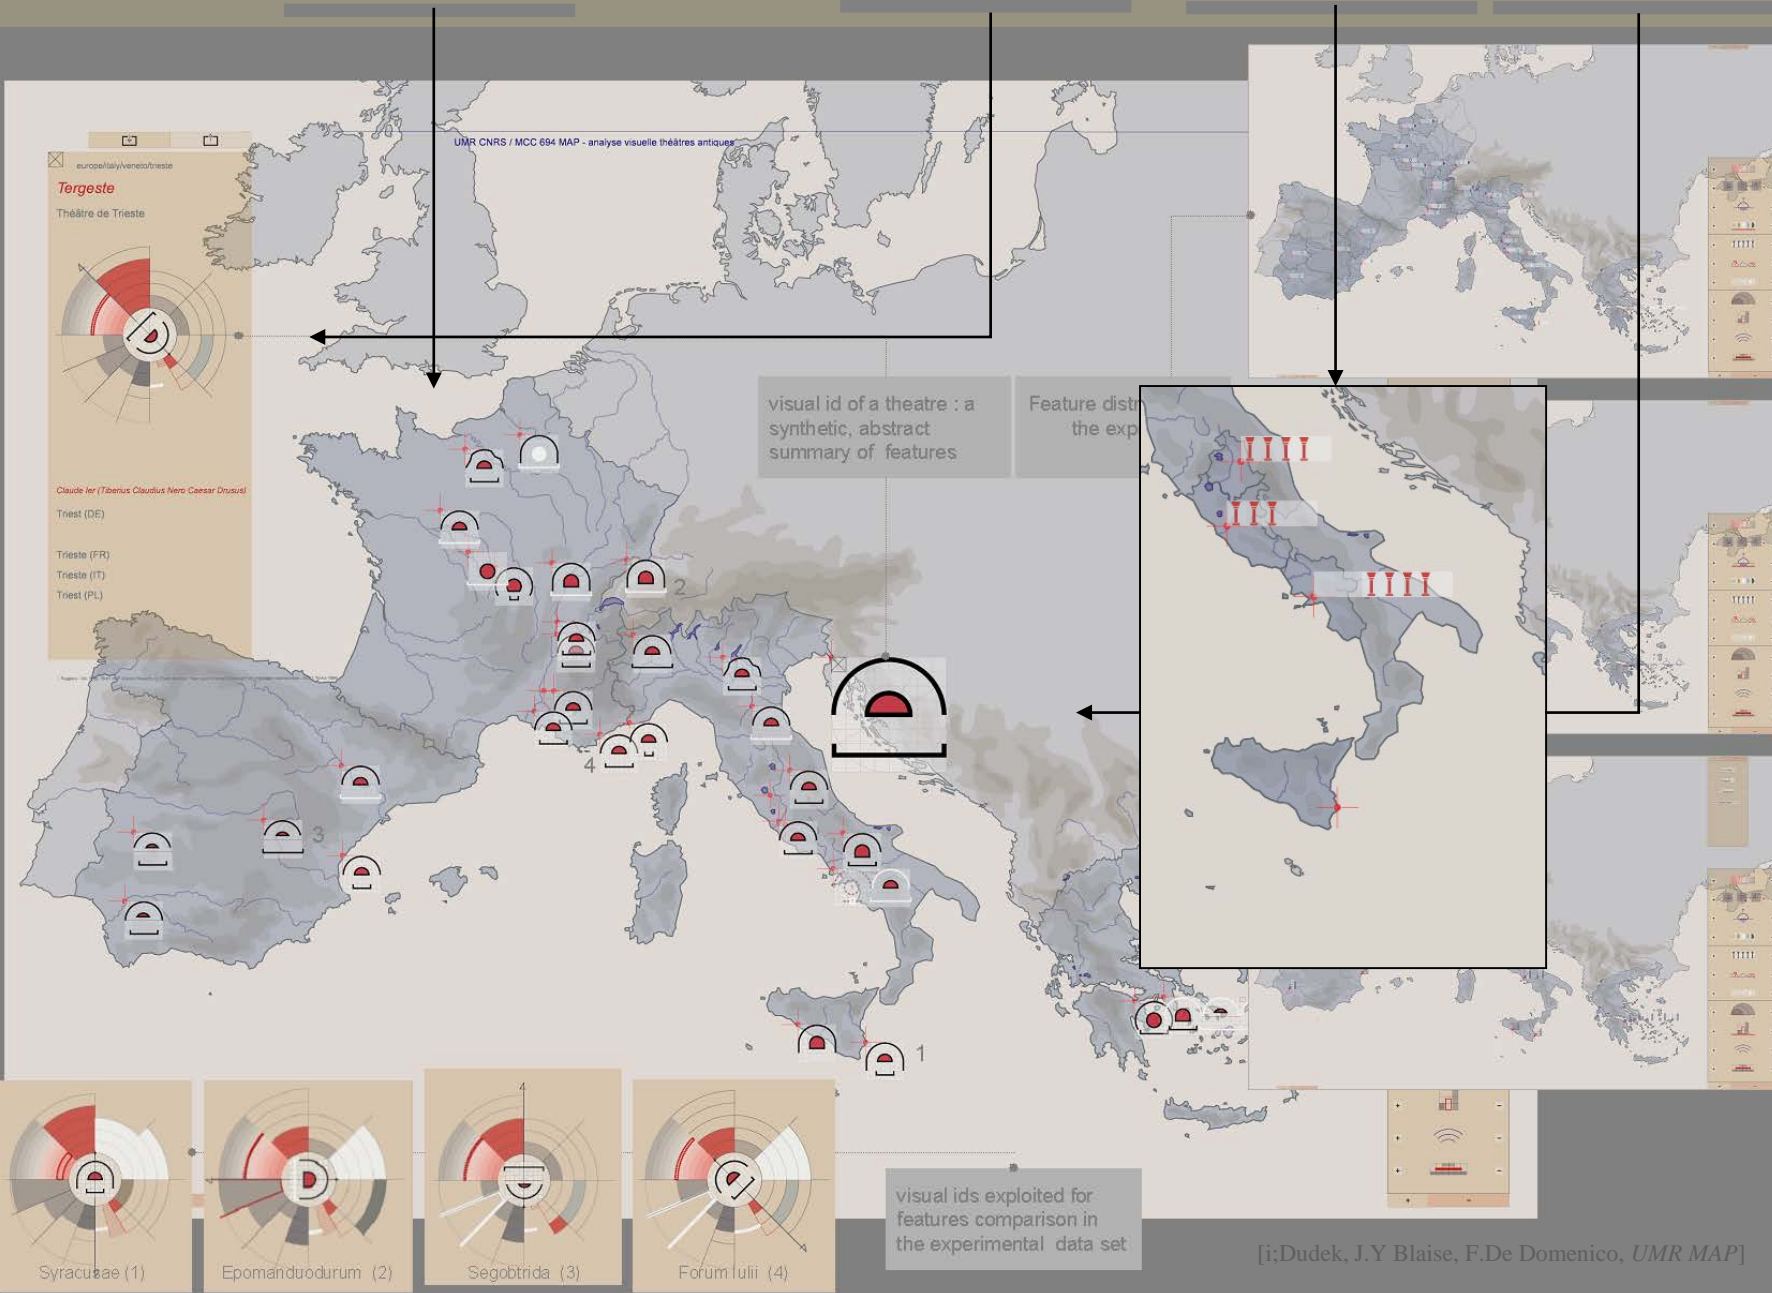 UMR CNRS / MCC 694 MAP - analyse visuelle théâtres antiques
europe/italy/veneto/trieste
Tergeste
Théâtre de Trieste
Claude Ier (Tiberius Claudius Nero Caesar Drusus)
Triest (DE)
Trieste (FR)
Trieste (IT)
Triest (PL)
visual id of a theatre : a
synthetic, abstract
summary of features
Feature distr
the exp
2
4
3
1
4
Syracusae (1)
Epomanduodurum (2)
Segobtrida (3)
Forum Iulii (4)
visual ids exploited for
features comparison in
the experimental data set
[i;Dudek, J.Y Blaise, F.De Domenico, UMR MAP]